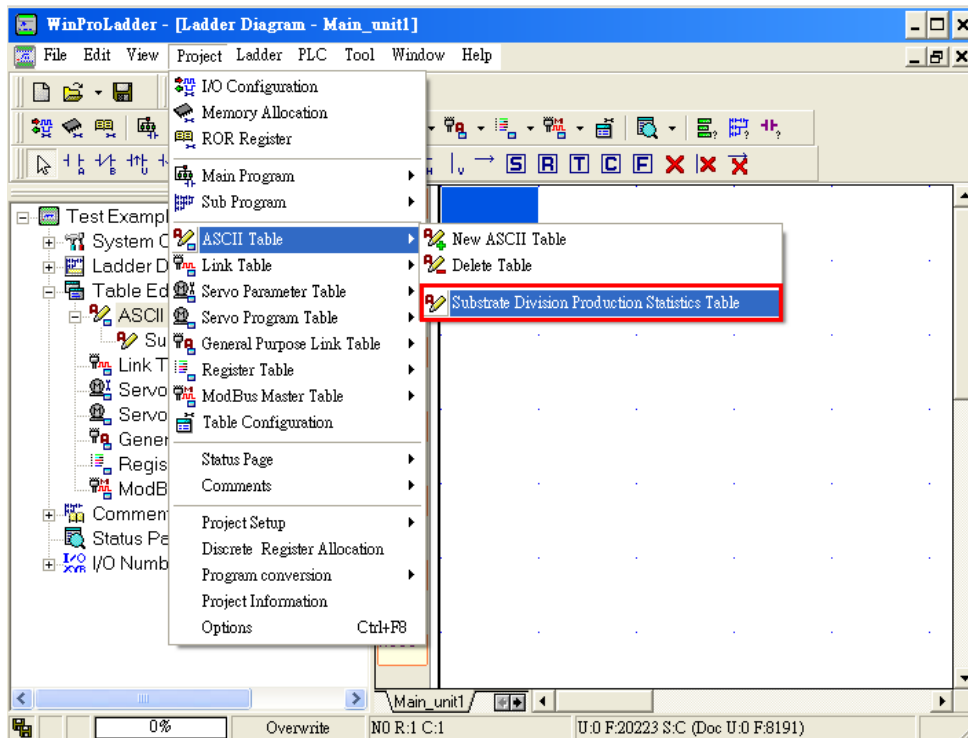 WinProLadder - [Ladder Diagram - Main_unit1]
File Edit View Project Ladder PLC Tool Window Help
I/O Configuration
Memory Allocation
ROR Register
Main Program
Sub Program
ASCII Table
Link Table
Servo Parameter Table
Servo Program Table
General Purpose Link Table
Register Table
ModBus Master Table
Table Configuration
Status Page
Comments
Project Setup
Discrete Register Allocation
Program conversion
Project Information
Options Ctrl+F8
New ASCII Table
Delete Table
Substrate Division Production Statistics Table
Test Exampl
System C
Ladder D
Table Ed
ASCII
Su
Link T
Servo
Servo
Gener
Regis
ModB
Commen
Status Pa
I/O Numb
S R T C F
Main_unit1
0% Overwrite N0 R:1 C:1 U:0 F:20223 S:C (Doc U:0 F:8191)